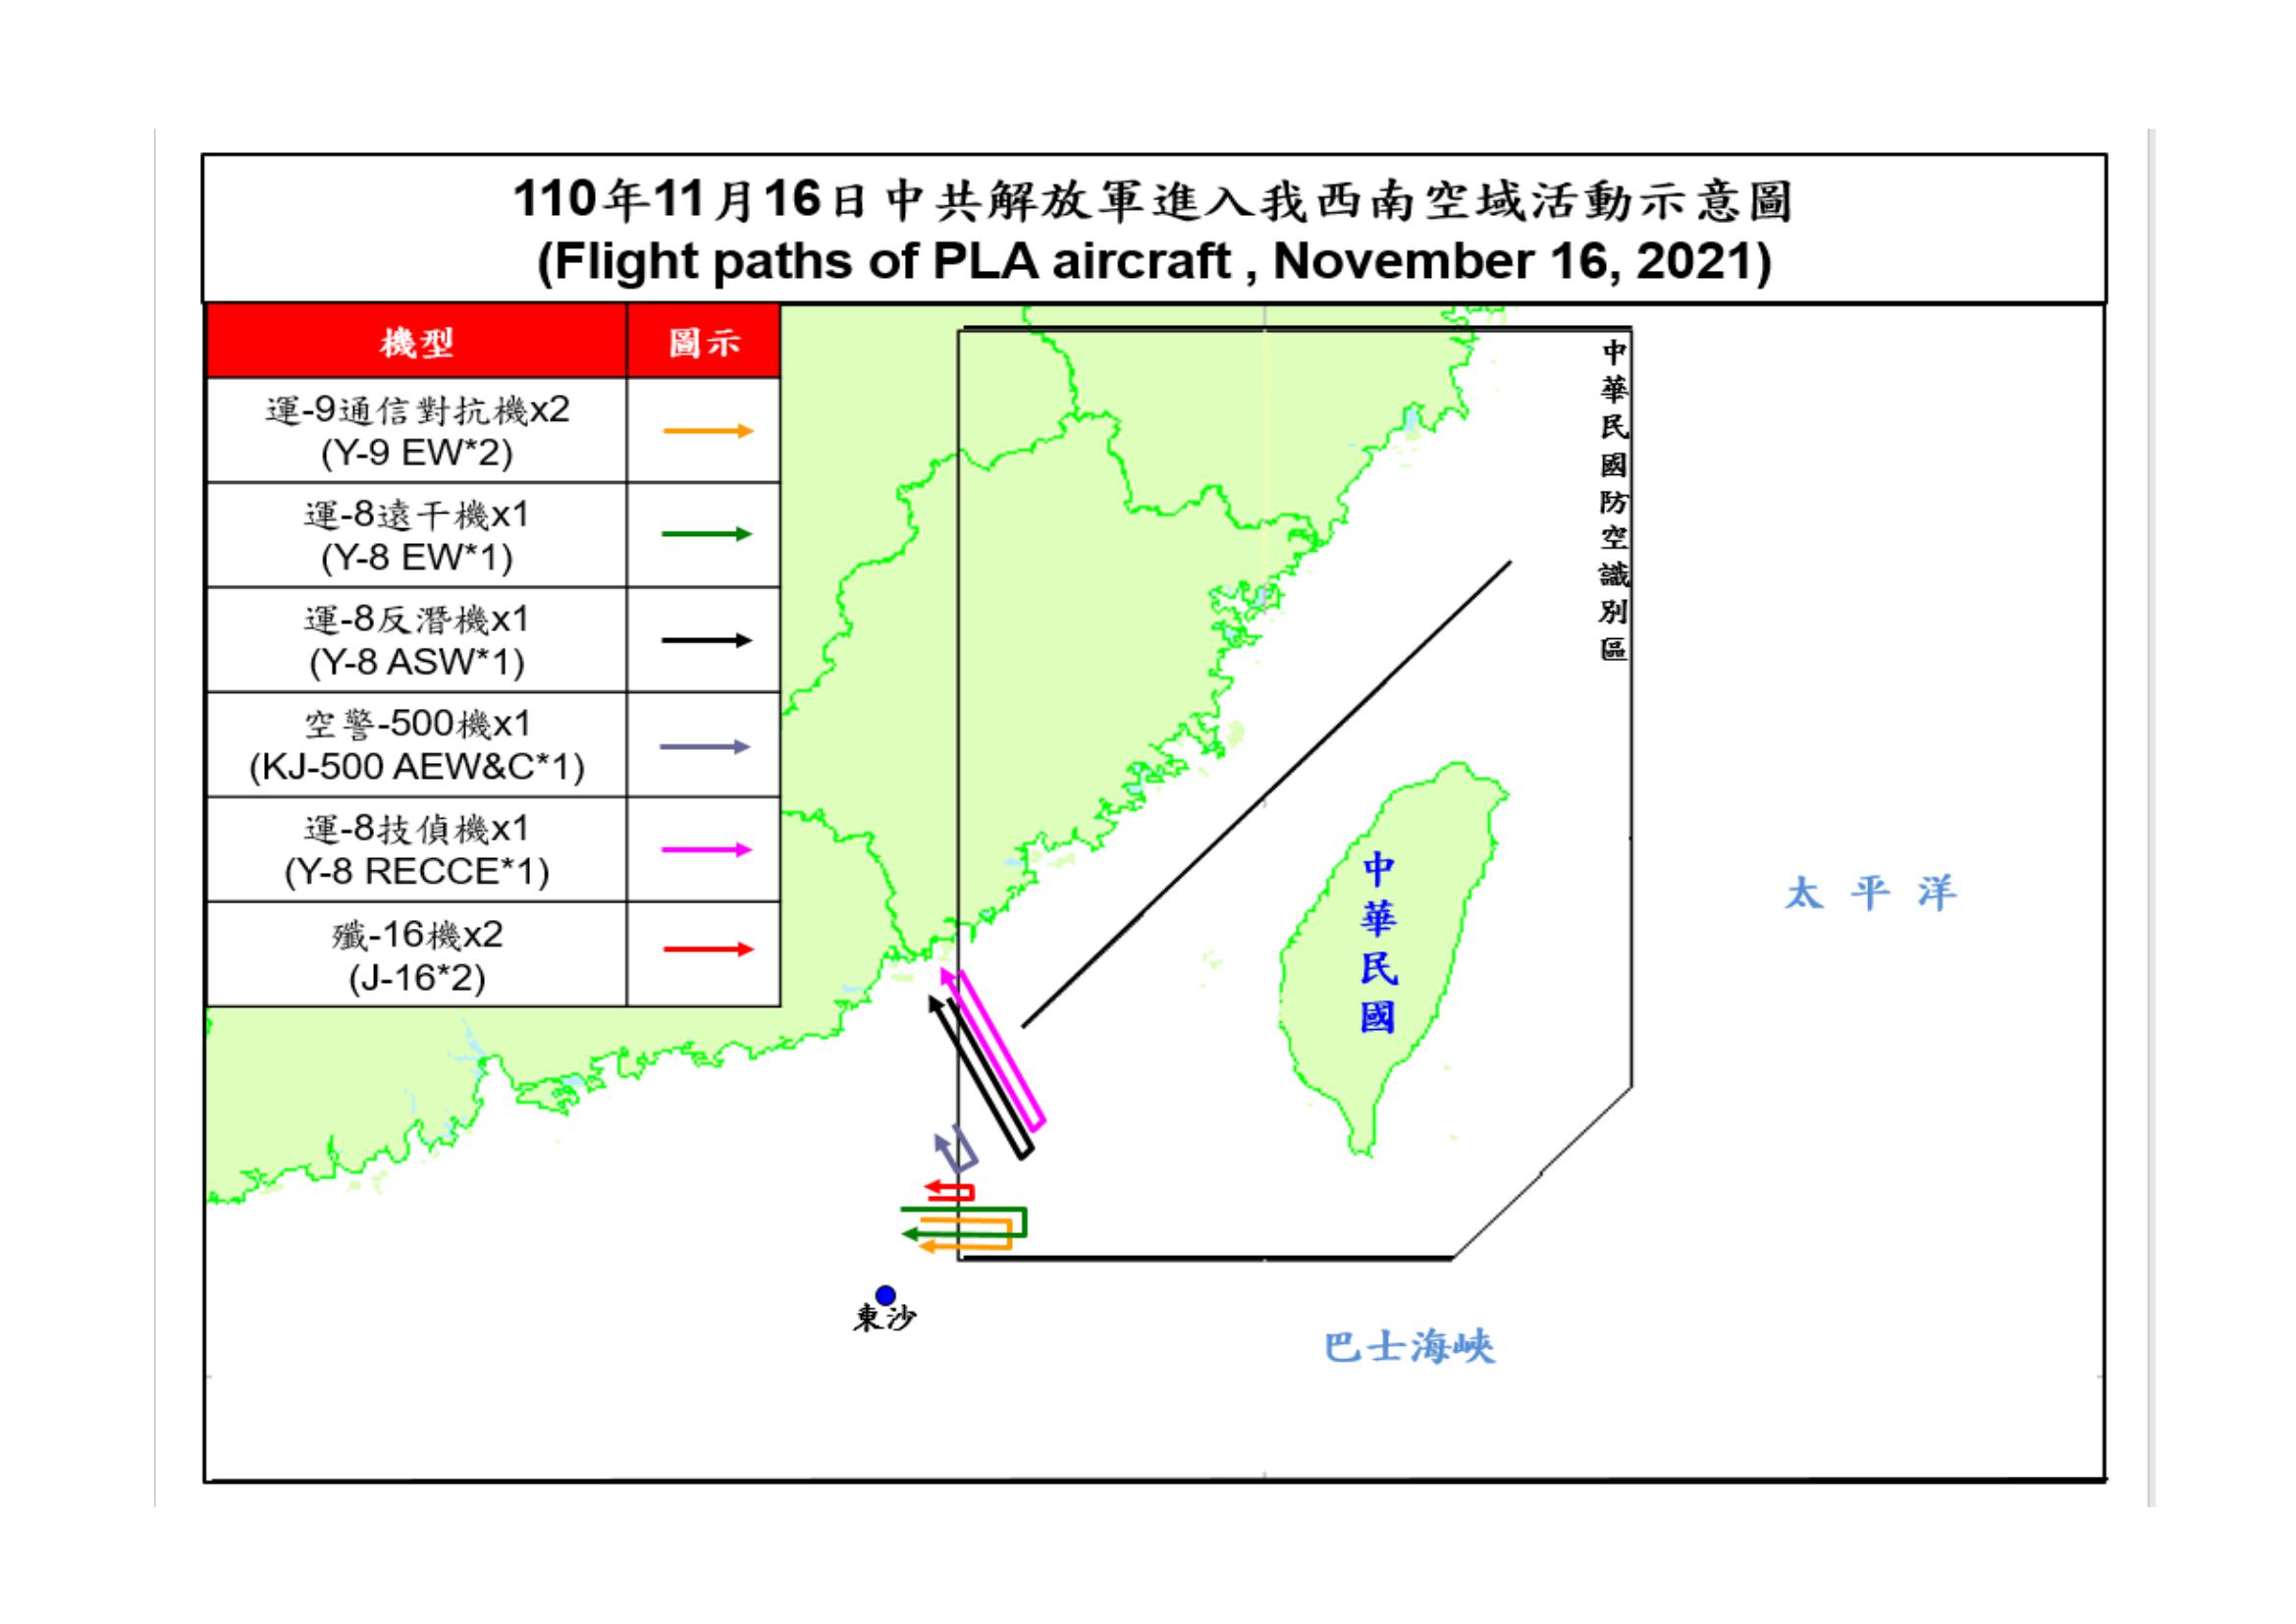 110年11月16日中共解放軍進入我西南空域活動示意圖
(Flight paths of PLA aircraft , November 16, 2021)
機型
圖示
運-9通信對抗機x2
(Y-9 EW*2)
運-8遠干機x1
(Y-8 EW*1)
運-8反潛機x1
(Y-8 ASW*1)
空警-500機x1
(KJ-500 AEW&C*1)
運-8技偵機x1
(Y-8 RECCE*1)
殲-16機x2
(J-16*2)
中華民國防空識別區
中華民國
太平洋
東沙
巴士海峽